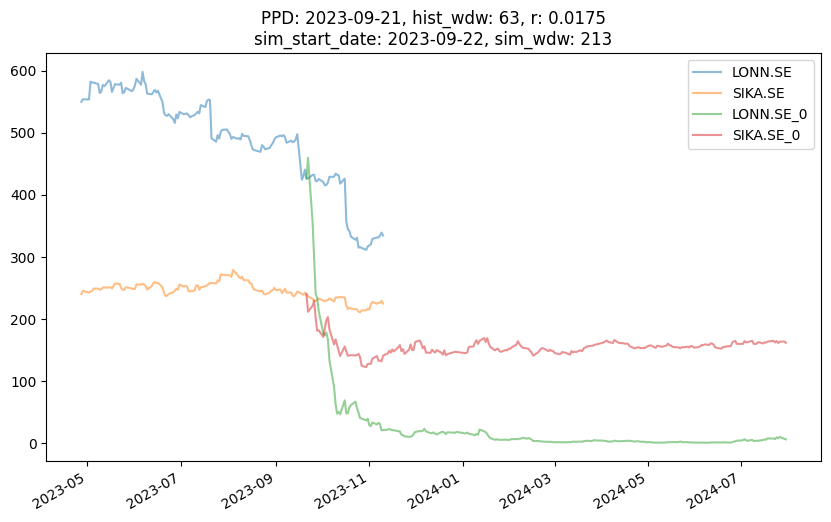 PPD: 2023-09-21, hist_wdw: 63, r: 0.0175
sim_start_date: 2023-09-22, sim_wdw: 213
LONN.SE
SIKA.SE
LONN.SE_0
SIKA.SE_0
600
500
400
300
200
100
0
2023-05
2023-07
2023-09
2023-11
2024-01
2024-03
2024-05
2024-07